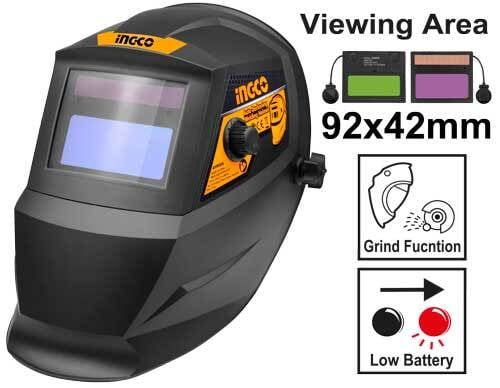 INGCO
Viewing Area
INGCO
92x42mm
Grind Fucntion
Low Battery